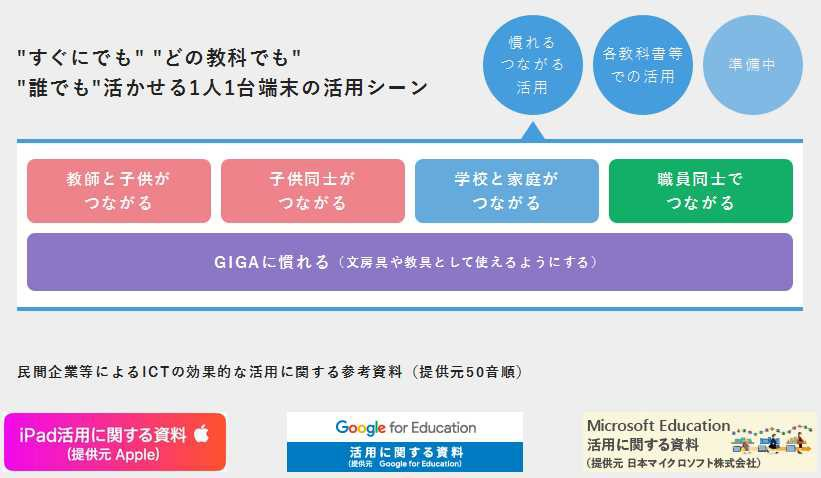 "すぐにでも" "どの教科でも"
"誰でも"活かせる1人1台端末の活用シーン
慣れる
つながる
活用
各教科書等
での活用
準備中
教師と子供が
つながる
子供同士が
つながる
学校と家庭が
つながる
職員同士で
つながる
GIGAに慣れる（文房具や教具として使えるようにする）
民間企業等によるICTの効果的な活用に関する参考資料（提供元50音順）
iPad活用に関する資料
(提供元 Apple)
Google for Education
活用に関する資料
(提供元 Google for Education)
Microsoft Education
活用に関する資料
(提供元 日本マイクロソフト株式会社)